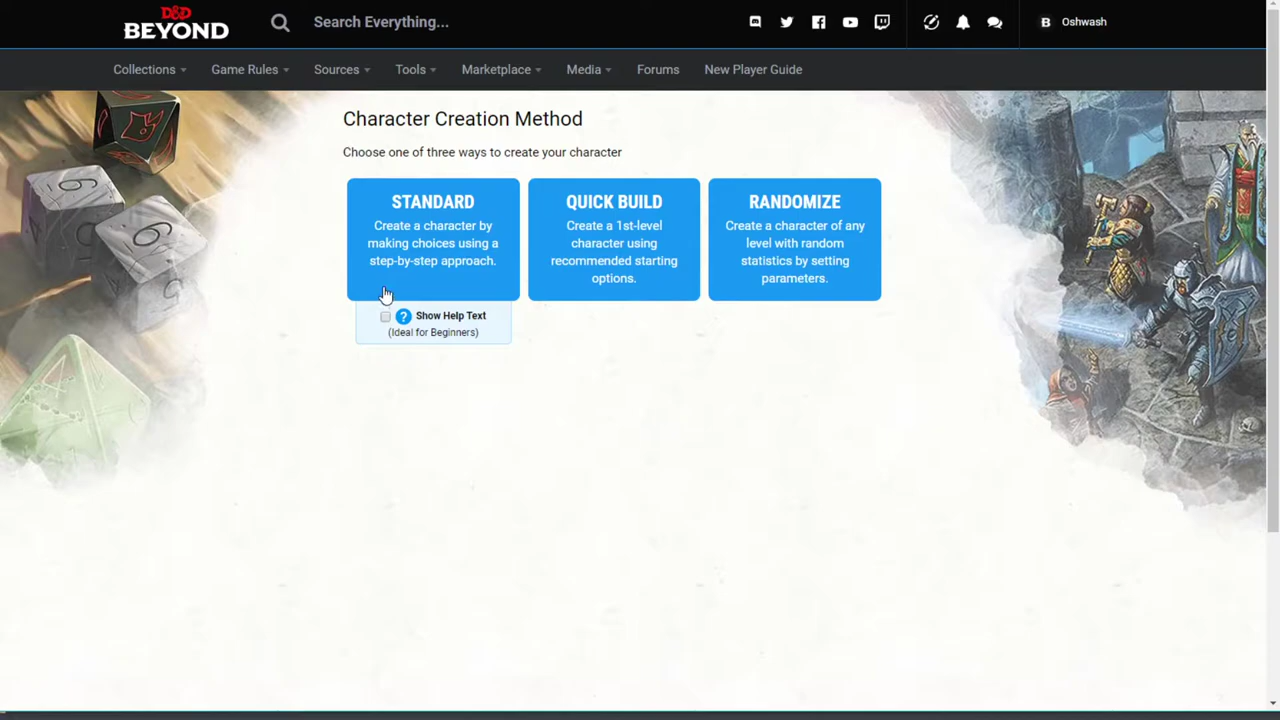 D&D
BEYOND
Search Everything...
B Oshwash
Collections Game Rules Sources Tools Marketplace Media Forums New Player Guide
Character Creation Method
Choose one of three ways to create your character
STANDARD
Create a character by
making choices using a
step-by-step approach.
? Show Help Text
(Ideal for Beginners)
QUICK BUILD
Create a 1st-level
character using
recommended starting
options.
RANDOMIZE
Create a character of any
level with random
statistics by setting
parameters.